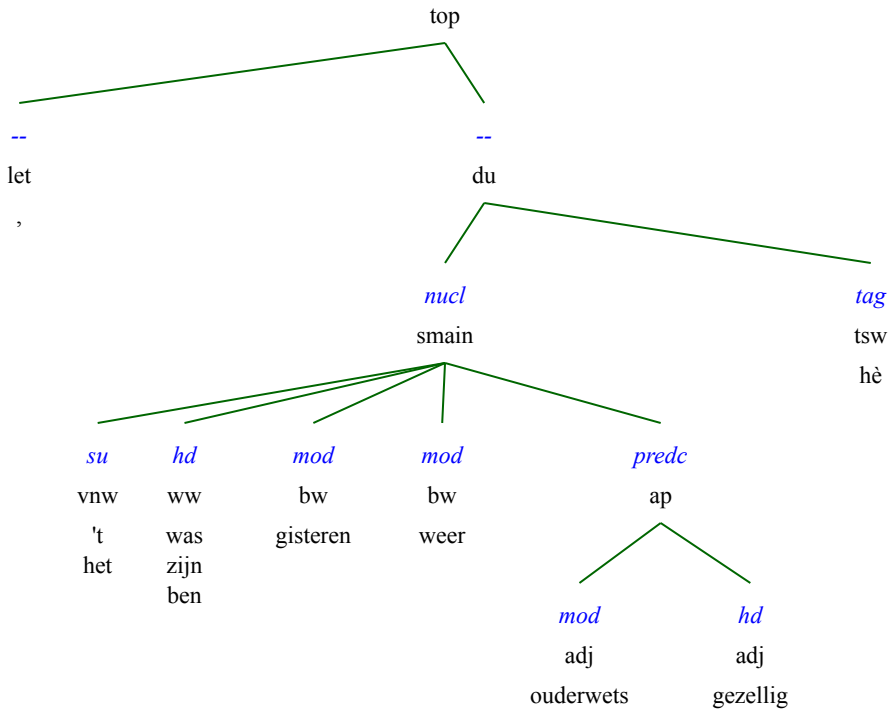 top
-- --
let du
,
nucl tag
smain tsw
hè
su hd mod mod predc
vnw ww bw bw ap
't was gisteren weer
het zijn
ben
mod hd
adj adj
ouderwets gezellig